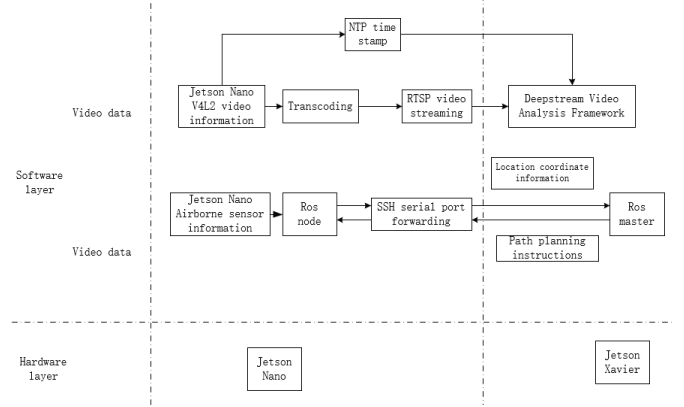 NTP time
stamp
Jetson Nano
V4L2 video
information
Transcoding
RTSP video
streaming
Deepstream Video
Analysis Framework
Video data
Location coordinate
information
Software
layer
Jetson Nano
Airborne sensor
information
Ros
node
SSH serial port
forwarding
Ros
master
Path planning
instructions
Video data
Hardware
layer
Jetson
Nano
Jetson
Xavier